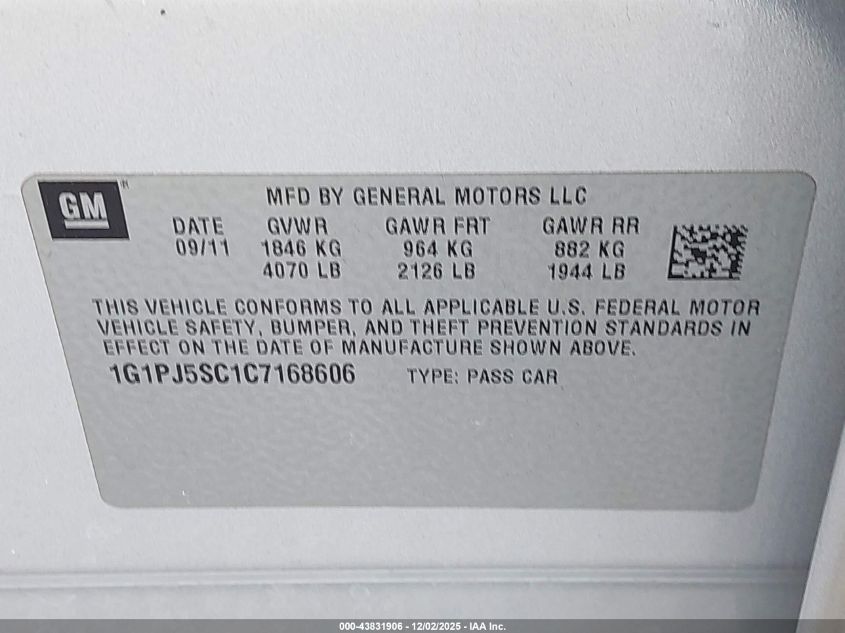 GM
MFD BY GENERAL MOTORS LLC
DATE GVWR GAWR FRT GAWR RR
09/11 1846 KG 964 KG 882 KG
4070 LB 2126 LB 1944 LB
THIS VEHICLE CONFORMS TO ALL APPLICABLE U.S. FEDERAL MOTOR
VEHICLE SAFETY, BUMPER, AND THEFT PREVENTION STANDARDS IN
EFFECT ON THE DATE OF MANUFACTURE SHOWN ABOVE.
1G1PJ5SC1C7168606 TYPE: PASS CAR
000-43831906 - 12/02/2025 - IAA Inc.